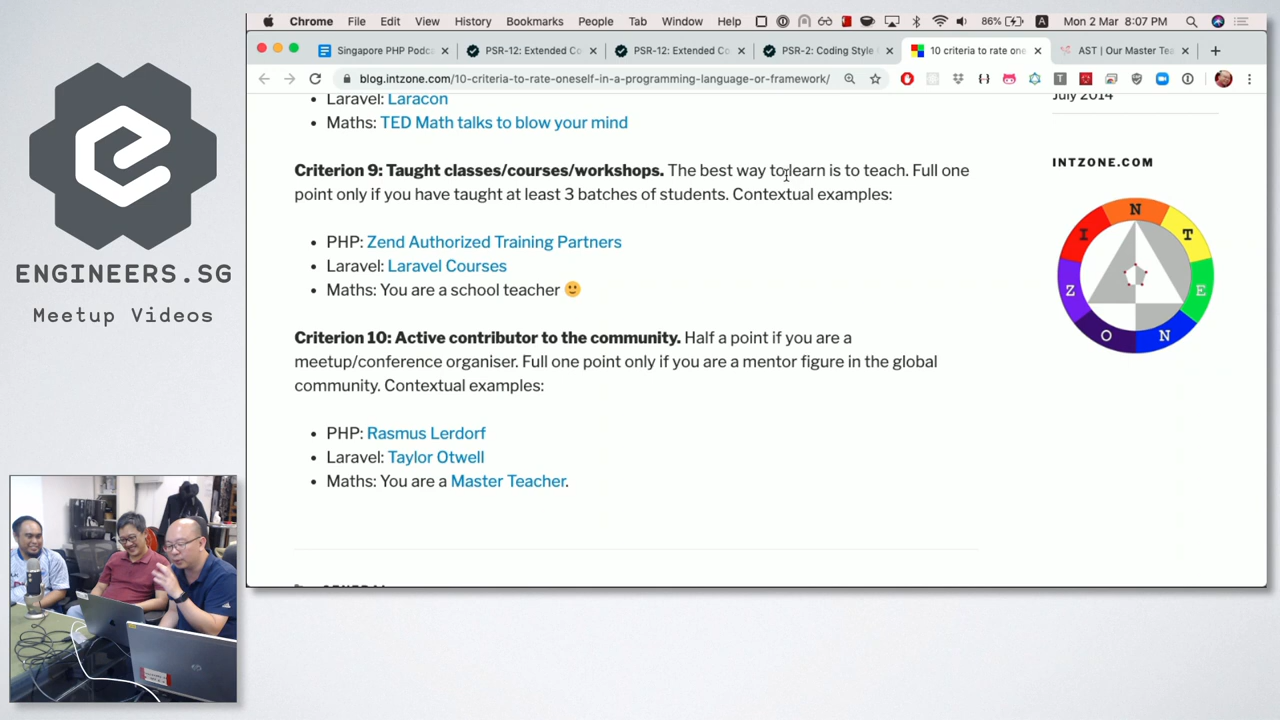 Chrome File Edit View History Bookmarks People Tab Window Help 86% A Mon 2 Mar 8:07 PM
Singapore PHP Podc × PSR-12: Extended Co × PSR-12: Extended Co × PSR-2: Coding Style × 10 criteria to rate one × AST | Our Master Tea × +
blog.intzone.com/10-criteria-to-rate-oneself-in-a-programming-language-or-framework/
• Laravel: Laracon
• Maths: TED Math talks to blow your mind
Criterion 9: Taught classes/courses/workshops. The best way to learn is to teach. Full one
point only if you have taught at least 3 batches of students. Contextual examples:
• PHP: Zend Authorized Training Partners
• Laravel: Laravel Courses
• Maths: You are a school teacher 🙂
Criterion 10: Active contributor to the community. Half a point if you are a
meetup/conference organiser. Full one point only if you are a mentor figure in the global
community. Contextual examples:
• PHP: Rasmus Lerdorf
• Laravel: Taylor Otwell
• Maths: You are a Master Teacher.
July 2014
INTZONE.COM
I N T Z E O N
ENGINEERS.SG
Meetup Videos